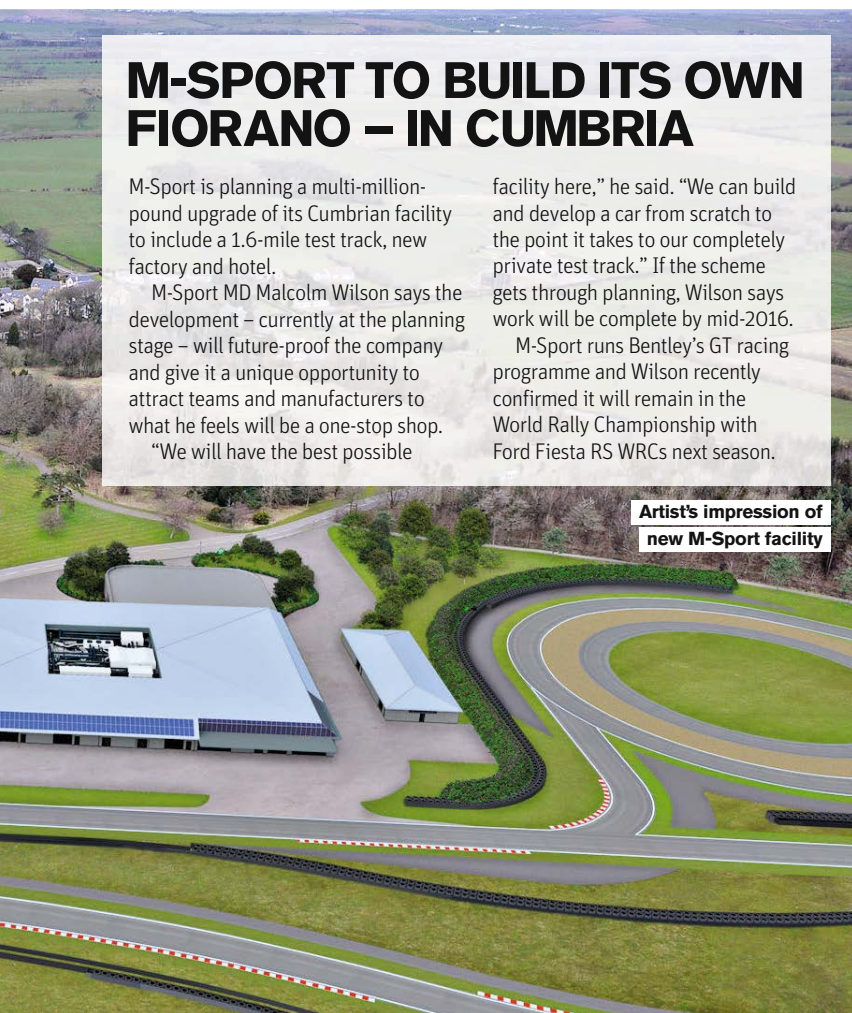 M-SPORT TO BUILD ITS OWN
FIORANO – IN CUMBRIA
M-Sport is planning a multi-million-
pound upgrade of its Cumbrian facility
to include a 1.6-mile test track, new
factory and hotel.
M-Sport MD Malcolm Wilson says the
development – currently at the planning
stage – will future-proof the company
and give it a unique opportunity to
attract teams and manufacturers to
what he feels will be a one-stop shop.
“We will have the best possible
facility here,” he said. “We can build
and develop a car from scratch to
the point it takes to our completely
private test track.” If the scheme
gets through planning, Wilson says
work will be complete by mid-2016.
M-Sport runs Bentley’s GT racing
programme and Wilson recently
confirmed it will remain in the
World Rally Championship with
Ford Fiesta RS WRCs next season.
Artist’s impression of
new M-Sport facility